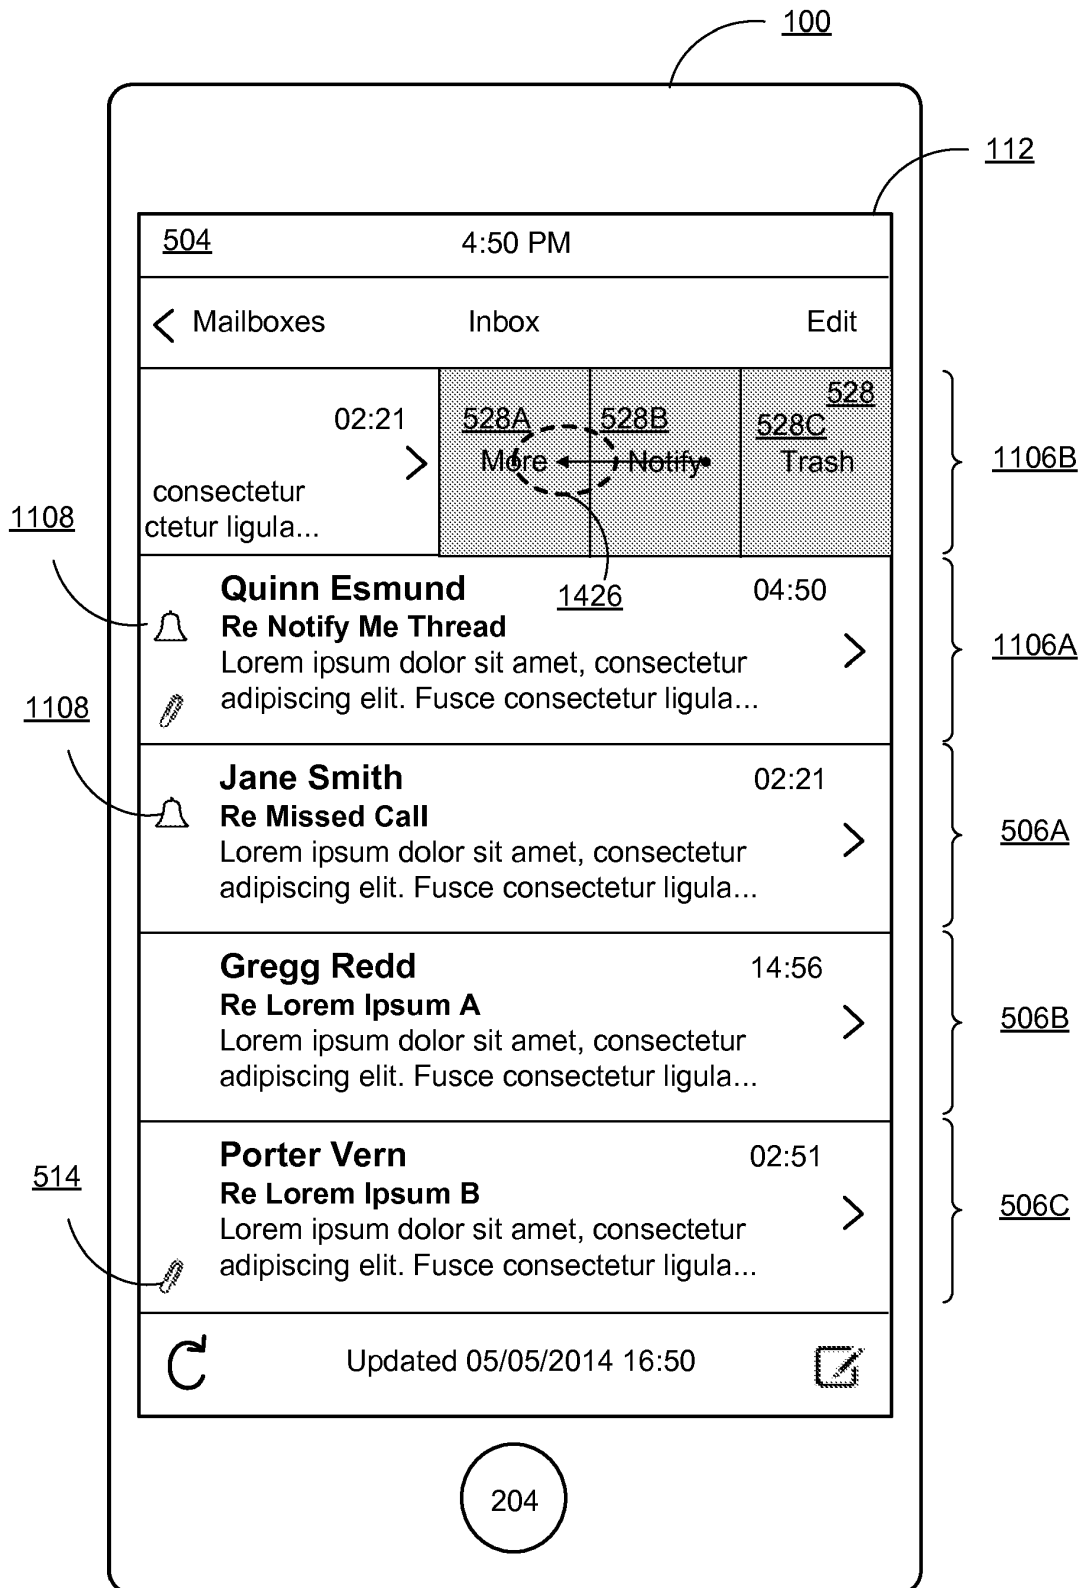 100
112
504 4:50 PM
Mailboxes Inbox Edit
528
02:21 528A 528B 528C
More Notify Trash 1106B
consectetur
ctetur ligula...
1108
1426
Quinn Esmund 04:50
Re Notify Me Thread
Lorem ipsum dolor sit amet, consectetur
adipiscing elit. Fusce consectetur ligula...
1106A
1108
Jane Smith 02:21
Re Missed Call
Lorem ipsum dolor sit amet, consectetur
adipiscing elit. Fusce consectetur ligula...
506A
Gregg Redd 14:56
Re Lorem Ipsum A
Lorem ipsum dolor sit amet, consectetur
adipiscing elit. Fusce consectetur ligula...
506B
Porter Vern 02:51
Re Lorem Ipsum B
Lorem ipsum dolor sit amet, consectetur
adipiscing elit. Fusce consectetur ligula...
514
506C
Updated 05/05/2014 16:50
204